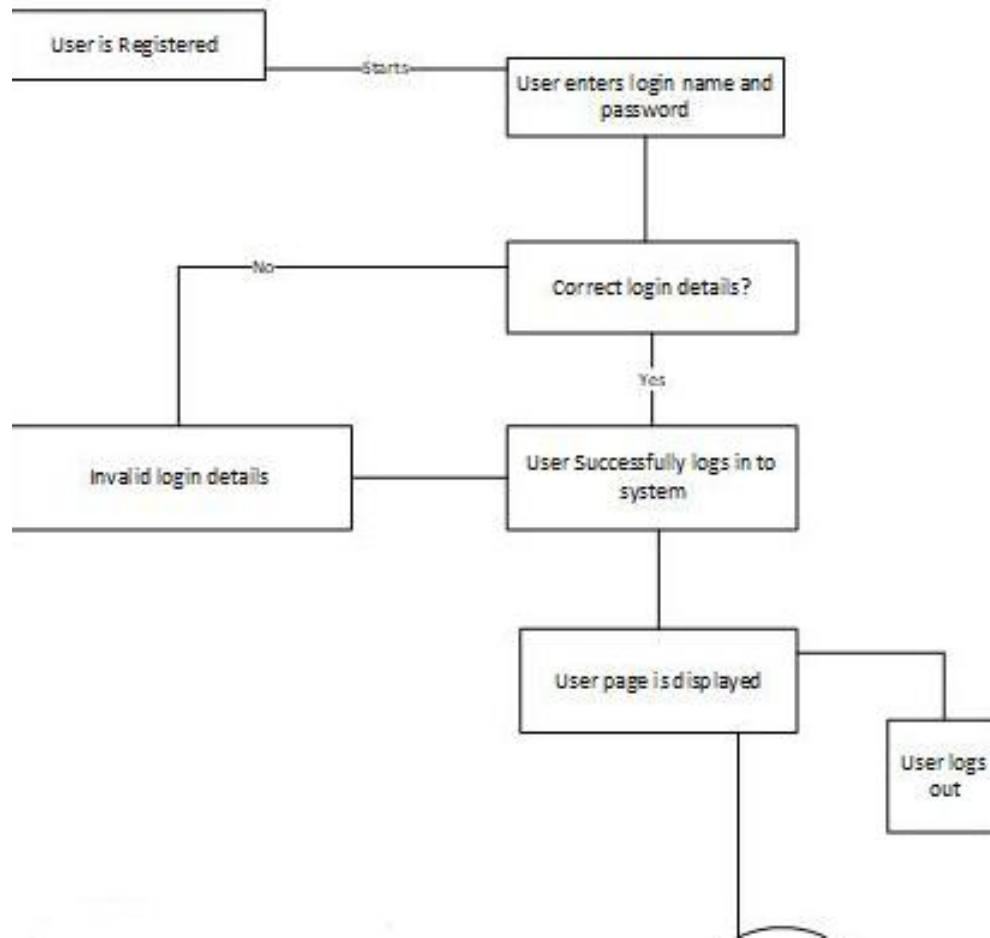 User is Registered
Starts
User enters login name and
password
No
Correct login details?
Yes
Invalid login details
User Successfully logs in to
system
User page is displayed
User logs
out